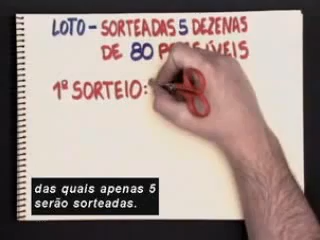 LOTO - SORTEADAS 5 DEZENAS
DE 80
1º SORTEIO:
das quais apenas 5
serão sorteadas.